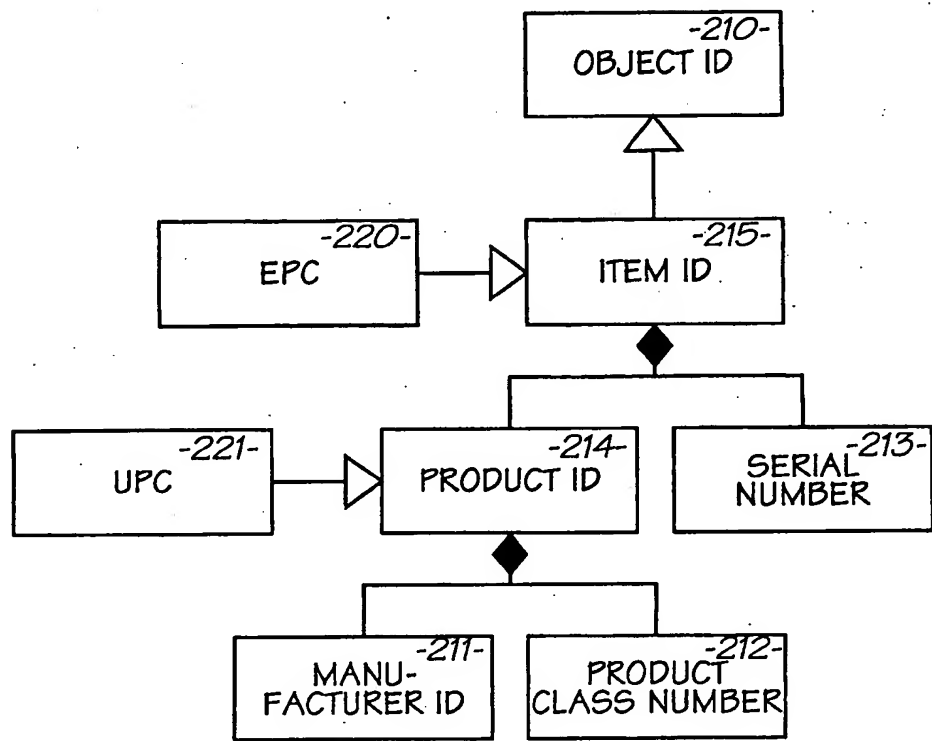 -210-
OBJECT ID
-220-
EPC
-215-
ITEM ID
-221-
UPC
-214-
PRODUCT ID
-213-
SERIAL
NUMBER
-211-
MANU-
FACTURER ID
-212-
PRODUCT
CLASS NUMBER